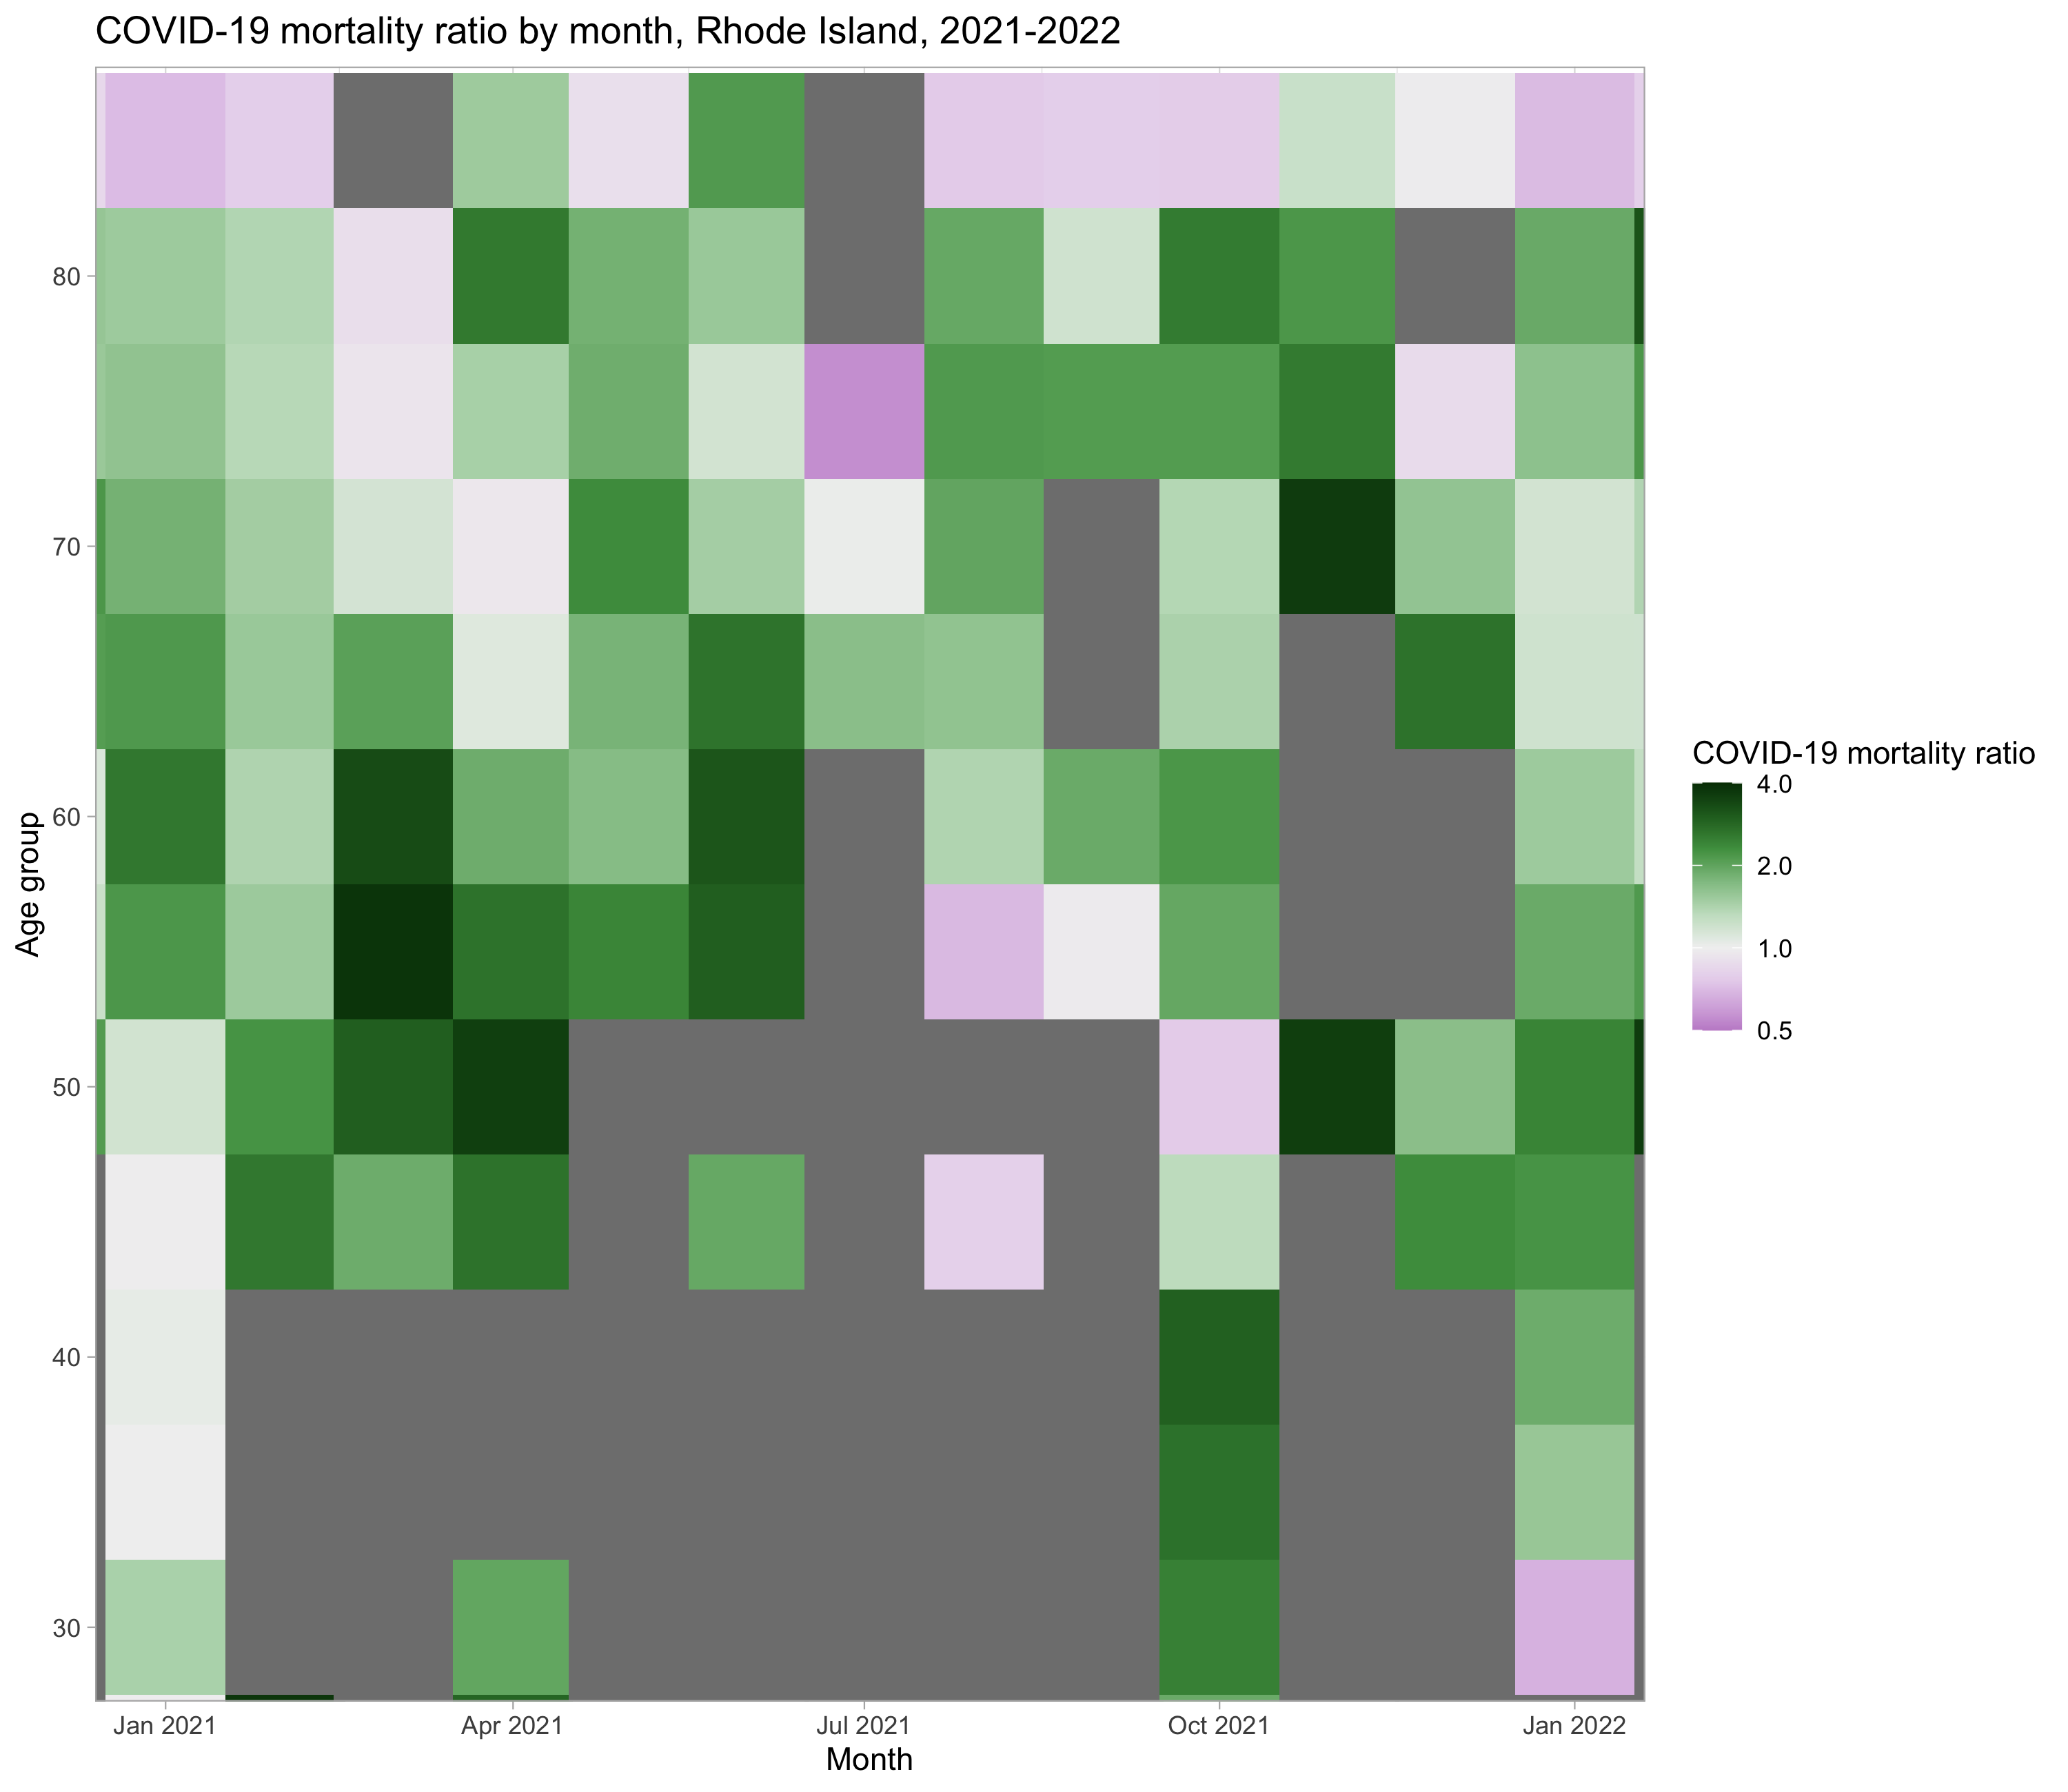 COVID-19 mortality ratio by month, Rhode Island, 2021-2022
80
70
60
50
40
30
Age group
Jan 2021
Apr 2021
Jul 2021
Oct 2021
Jan 2022
Month
COVID-19 mortality ratio
4.0
2.0
1.0
0.5